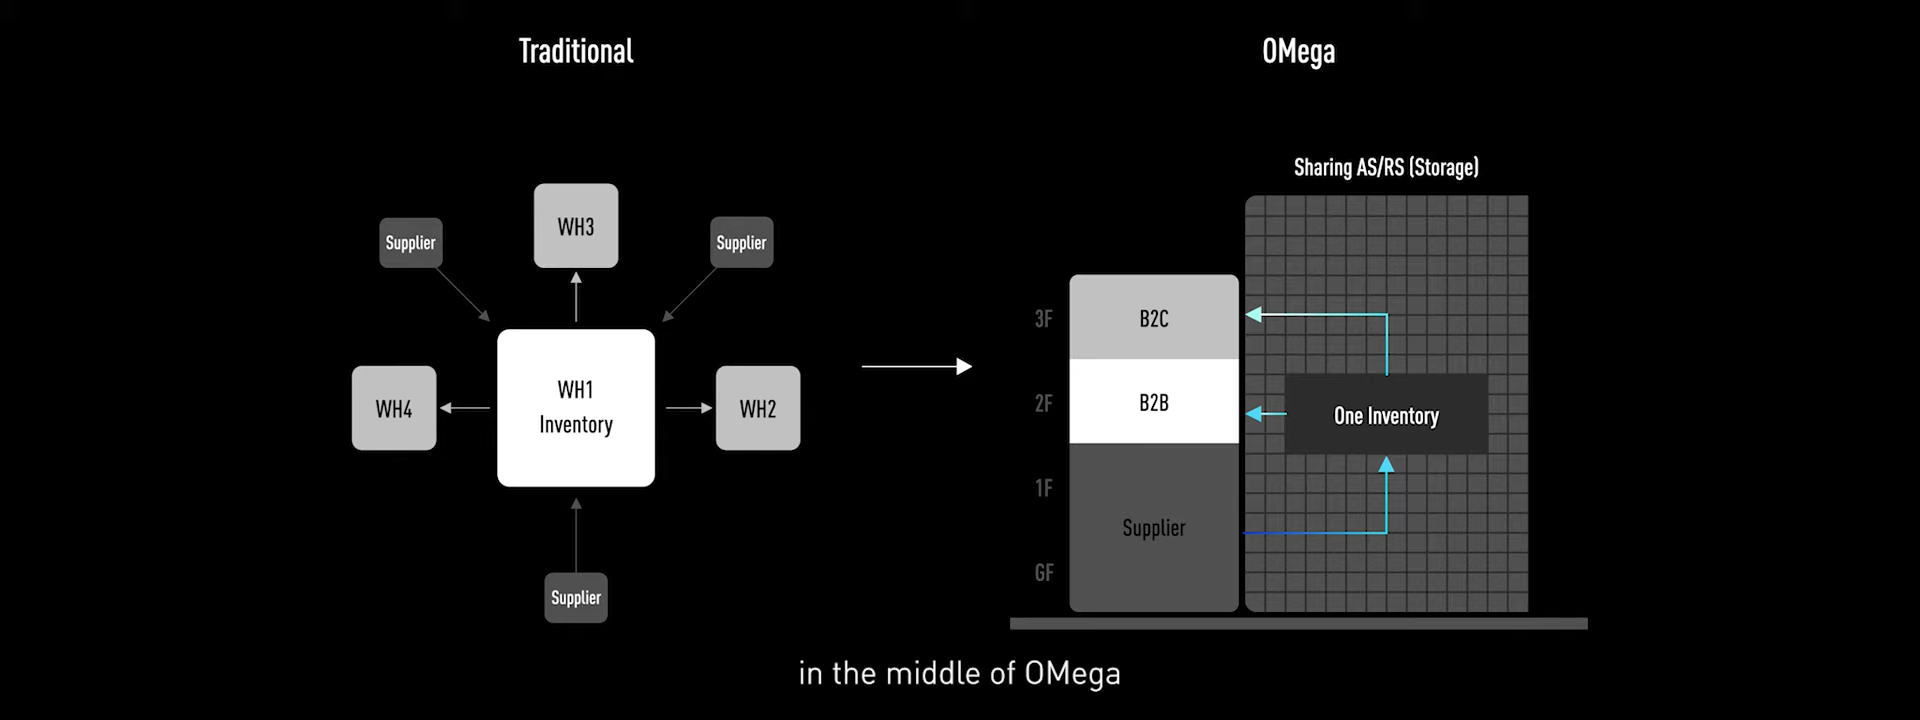 Traditional
OMega
Supplier
WH3
Supplier
WH4
WH1
Inventory
WH2
Supplier
Sharing AS/RS (Storage)
3F
B2C
2F
B2B
One Inventory
1F
Supplier
GF
in the middle of OMega